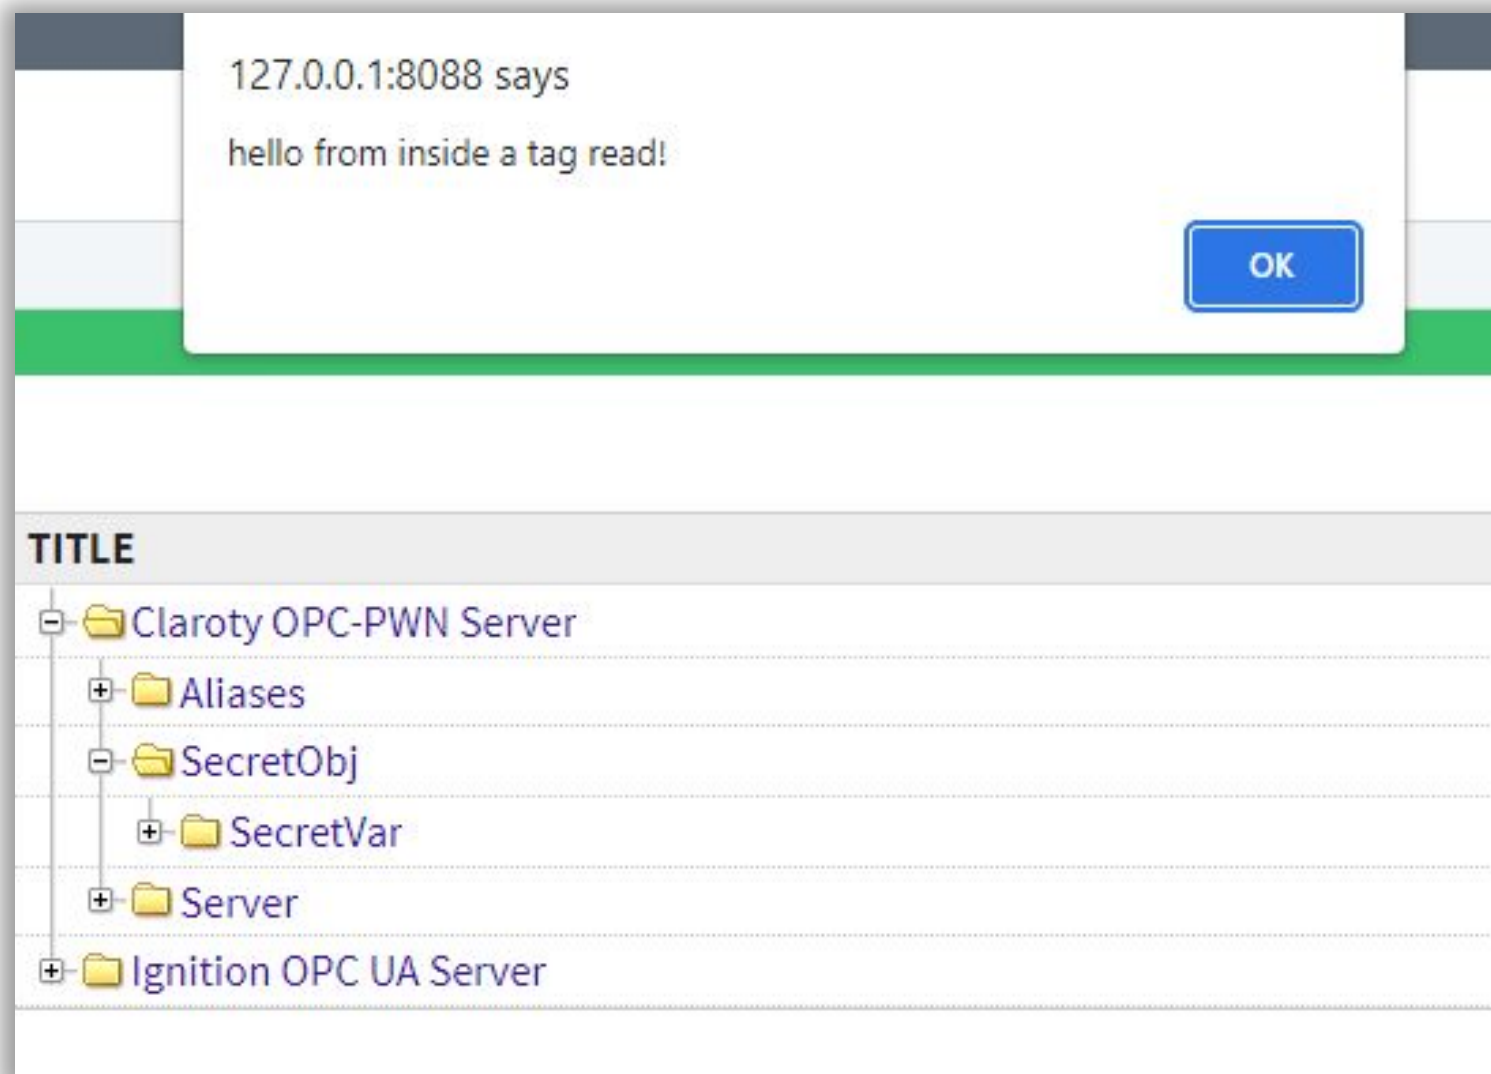 127.0.0.1:8088 says
hello from inside a tag read!
OK
TITLE
Claroty OPC-PWN Server
Aliases
SecretObj
SecretVar
Server
Ignition OPC UA Server